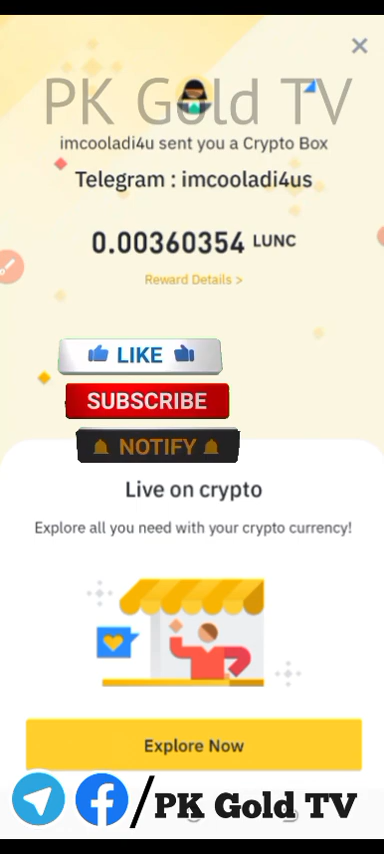 PK Gold TV
imcooladi4u sent you a Crypto Box
Telegram : imcooladi4us
0.00360354 LUNC
Reward Details >
LIKE
SUBSCRIBE
NOTIFY
Live on crypto
Explore all you need with your crypto currency!
Explore Now
/PK Gold TV